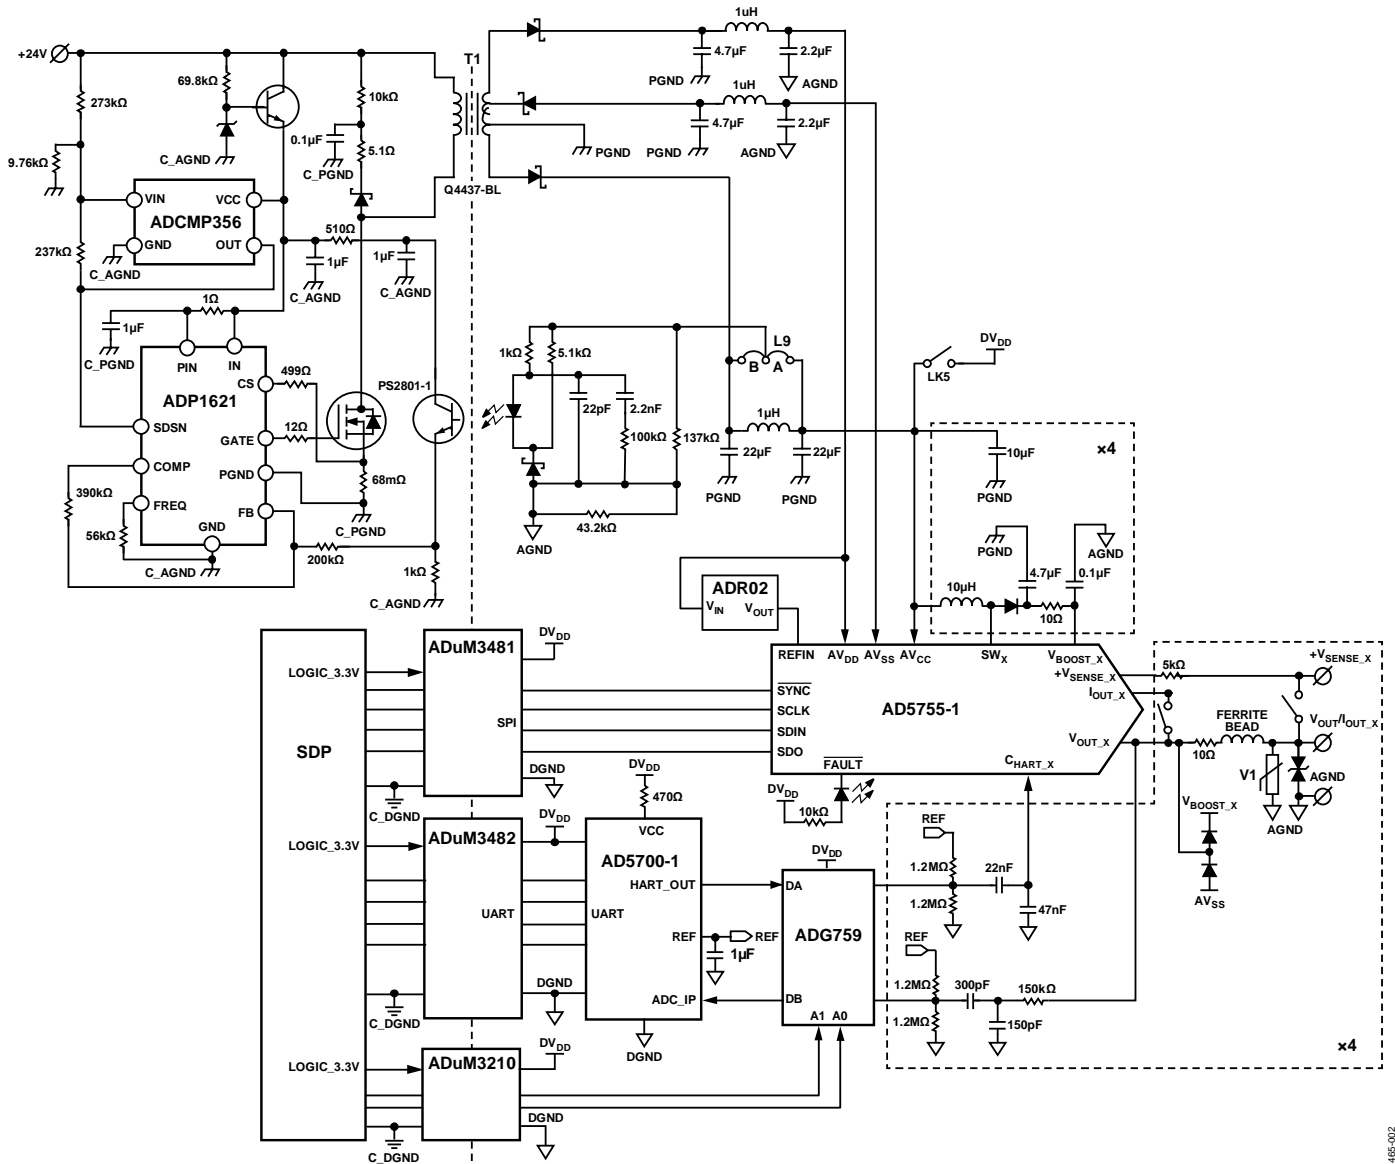 +24V
273kΩ
9.76kΩ
237kΩ
69.8kΩ
C_AGND
10kΩ
0.1µF
5.1Ω
C_PGND
T1
Q4437-BL
1uH
4.7µF
2.2µF
PGND
AGND
1uH
4.7µF
2.2µF
PGND
PGND
AGND
VIN
VCC
ADCMP356
GND
OUT
C_AGND
510Ω
1µF
1µF
C_AGND
C_AGND
1Ω
1µF
C_PGND
PIN
IN
ADP1621
CS
SDSN
GATE
COMP
PGND
FREQ
FB
GND
499Ω
12Ω
PS2801-1
68mΩ
C_PGND
390kΩ
56kΩ
C_AGND
200kΩ
1kΩ
C_AGND
1kΩ
5.1kΩ
22pF
2.2nF
100kΩ
137kΩ
43.2kΩ
AGND
L9
B
A
1µH
22µF
22µF
PGND
PGND
DVDD
LK5
×4
10µF
PGND
PGND
AGND
4.7µF
0.1µF
10µH
10Ω
ADR02
VIN
VOUT
REFIN
AVDD
AVSS
AVCC
SWX
VBOOST_X
+VSENSE_X
IOUT_X
SYNC
SCLK
SDIN
SDO
AD5755-1
VOUT_X
FAULT
CHART_X
5kΩ
+VSENSE_X
FERRITE
BEAD
VOUT/IOUT_X
10Ω
V1
AGND
AGND
VBOOST_X
AVSS
SDP
LOGIC_3.3V
ADuM3481
DVDD
SPI
DGND
C_DGND
DVDD
10kΩ
LOGIC_3.3V
ADuM3482
DVDD
UART
DGND
C_DGND
DVDD
470Ω
VCC
AD5700-1
HART_OUT
UART
REF
REF
1µF
ADC_IP
DGND
DVDD
DA
ADG759
DB
A1
A0
REF
1.2MΩ
1.2MΩ
22nF
47nF
REF
1.2MΩ
1.2MΩ
300pF
150kΩ
150pF
×4
LOGIC_3.3V
ADuM3210
DVDD
DGND
C_DGND
465-002